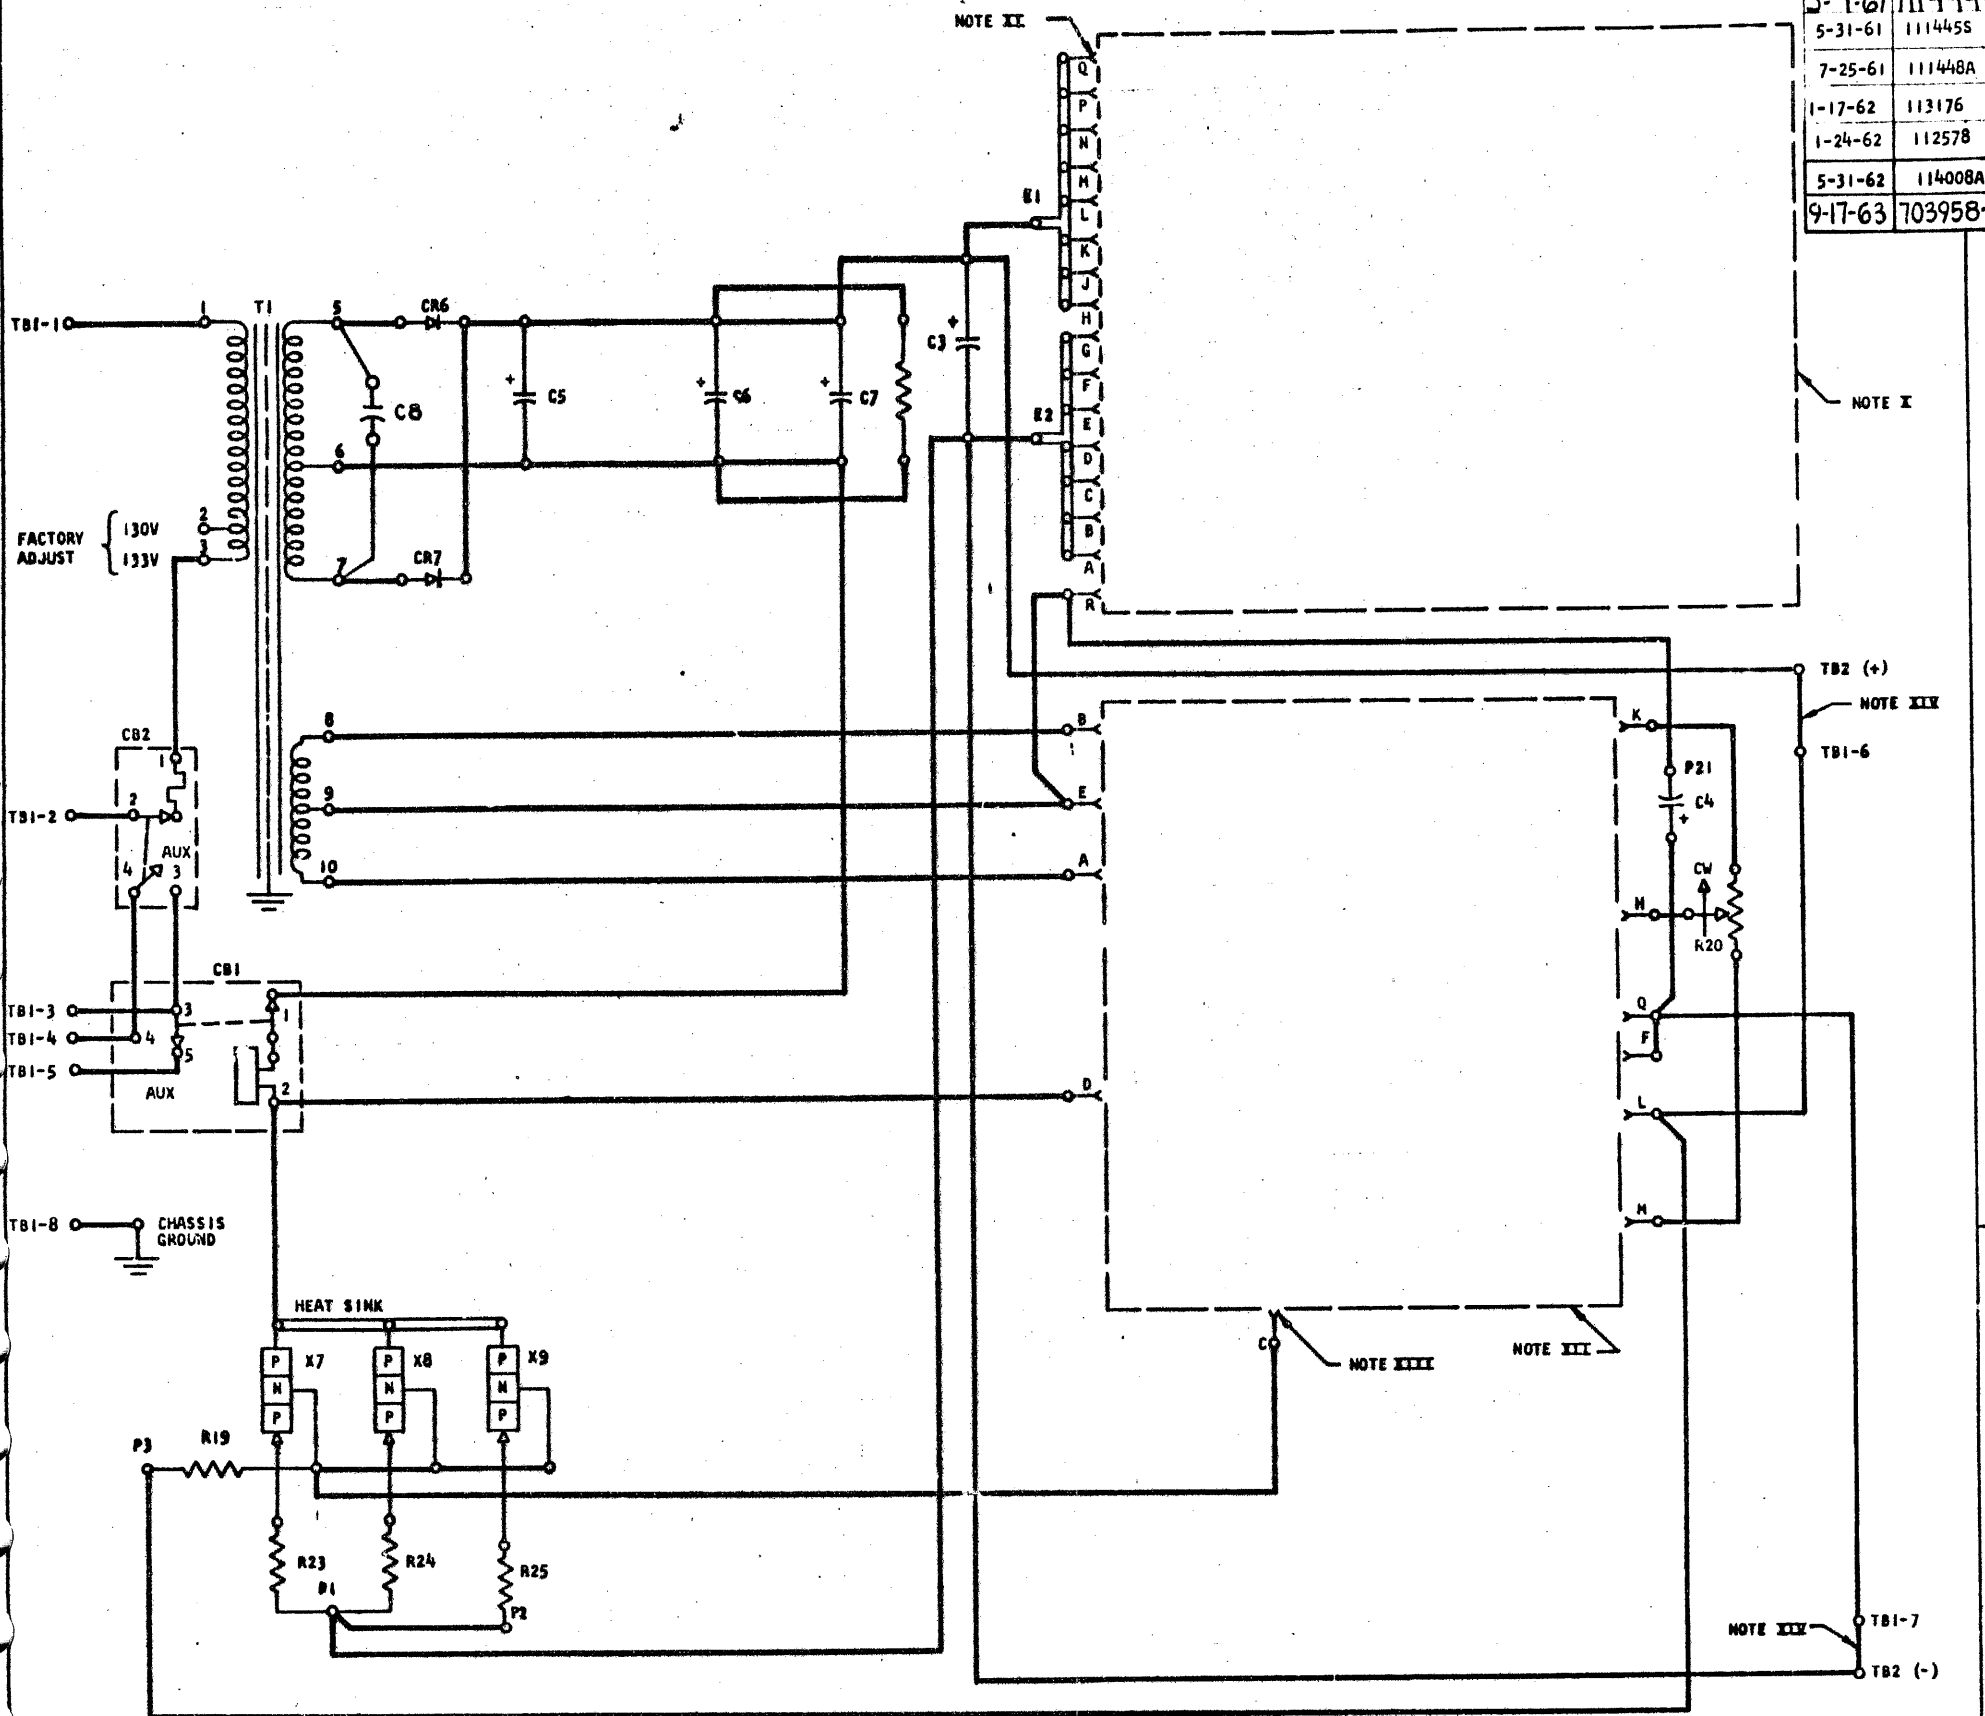 NOTE XI
5-31-61 111445S
7-25-61 111448A
1-17-62 113176
1-24-62 112578
5-31-62 114008A
9-17-63 703958-
Q
P
N
M
L
K
J
H
G
F
E
D
C
B
A
R
E1
E2
NOTE X
TB1-1
1
T1
5
CR6
C8
C5
C6
C7
C3
+
+
+
+
6
2
3
FACTORY
ADJUST
130V
133V
7
CR7
TB2 (+)
NOTE XIV
TB1-6
8
B
K
CB2
1
P21
C4
+
9
E
TB1-2
2
AUX
4
3
10
A
CW
H
R20
CB1
TB1-3
3
1
TB1-4
4
TB1-5
5
AUX
2
D
Q
F
L
M
TB1-8
CHASSIS
GROUND
HEAT SINK
C
NOTE XIII
NOTE XII
P
N
P
X7
P
N
P
X8
P
N
P
X9
P3
R19
R23
R24
R25
P1
P2
NOTE XIV
TB1-7
TB2 (-)